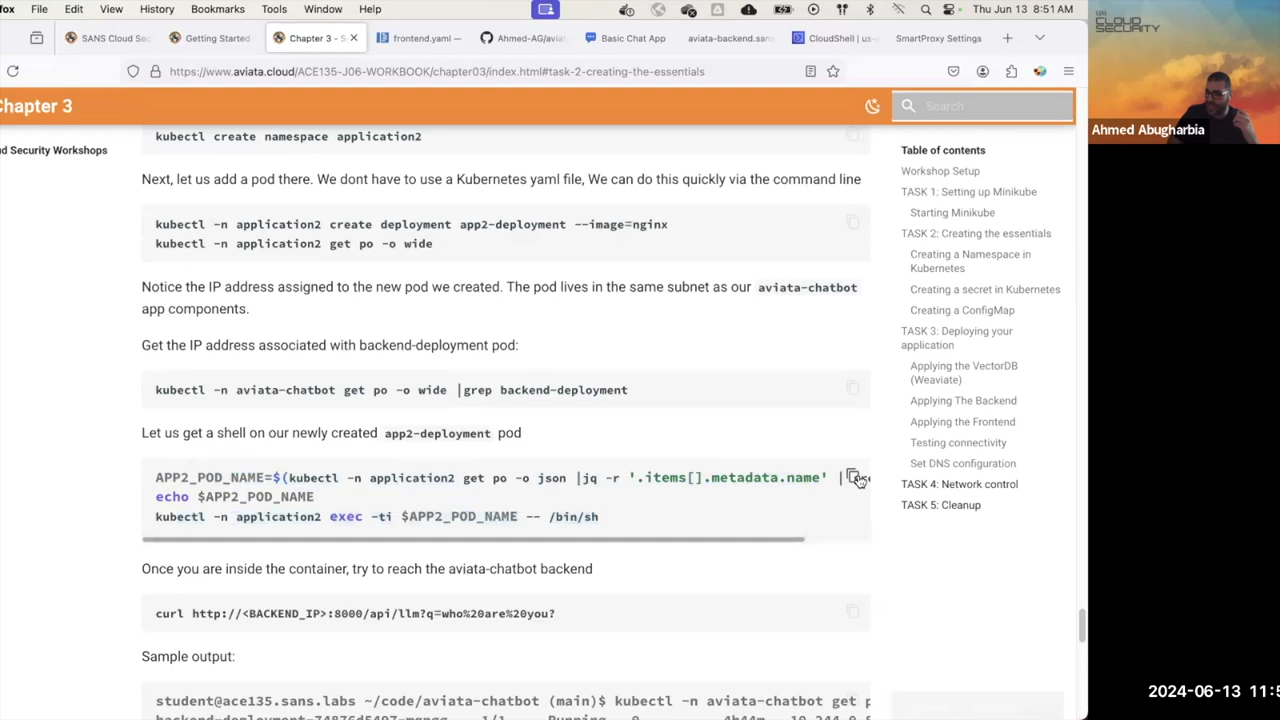 fox File Edit View History Bookmarks Tools Window Help Thu Jun 13 8:51 AM
SANS Cloud Sec Getting Started Chapter 3 - S frontend.yaml — Ahmed-AG/avia Basic Chat App aviata-backend.san CloudShell | us- SmartProxy Settings
https://www.aviata.cloud/ACE135-J06-WORKBOOK/chapter03/index.html#task-2-creating-the-essentials
CLOUD SECURITY
Ahmed Abugharbia
hapter 3
Search
d Security Workshops
kubectl create namespace application2
Next, let us add a pod there. We dont have to use a Kubernetes yaml file, We can do this quickly via the command line
kubectl -n application2 create deployment app2-deployment --image=nginx
kubectl -n application2 get po -o wide
Notice the IP address assigned to the new pod we created. The pod lives in the same subnet as our aviata-chatbot
app components.
Get the IP address associated with backend-deployment pod:
kubectl -n aviata-chatbot get po -o wide |grep backend-deployment
Let us get a shell on our newly created app2-deployment pod
APP2_POD_NAME=$(kubectl -n application2 get po -o json |jq -r '.items[].metadata.name' |
echo $APP2_POD_NAME
kubectl -n application2 exec -ti $APP2_POD_NAME -- /bin/sh
Once you are inside the container, try to reach the aviata-chatbot backend
curl http://<BACKEND_IP>:8000/api/llm?q=who%20are%20you?
Sample output:
student@ace135.sans.labs ~/code/aviata-chatbot (main)$ kubectl -n aviata-chatbot get p
Table of contents
Workshop Setup
TASK 1: Setting up Minikube
Starting Minikube
TASK 2: Creating the essentials
Creating a Namespace in
Kubernetes
Creating a secret in Kubernetes
Creating a ConfigMap
TASK 3: Deploying your
application
Applying the VectorDB
(Weaviate)
Applying The Backend
Applying the Frontend
Testing connectivity
Set DNS configuration
TASK 4: Network control
TASK 5: Cleanup
2024-06-13 11:5